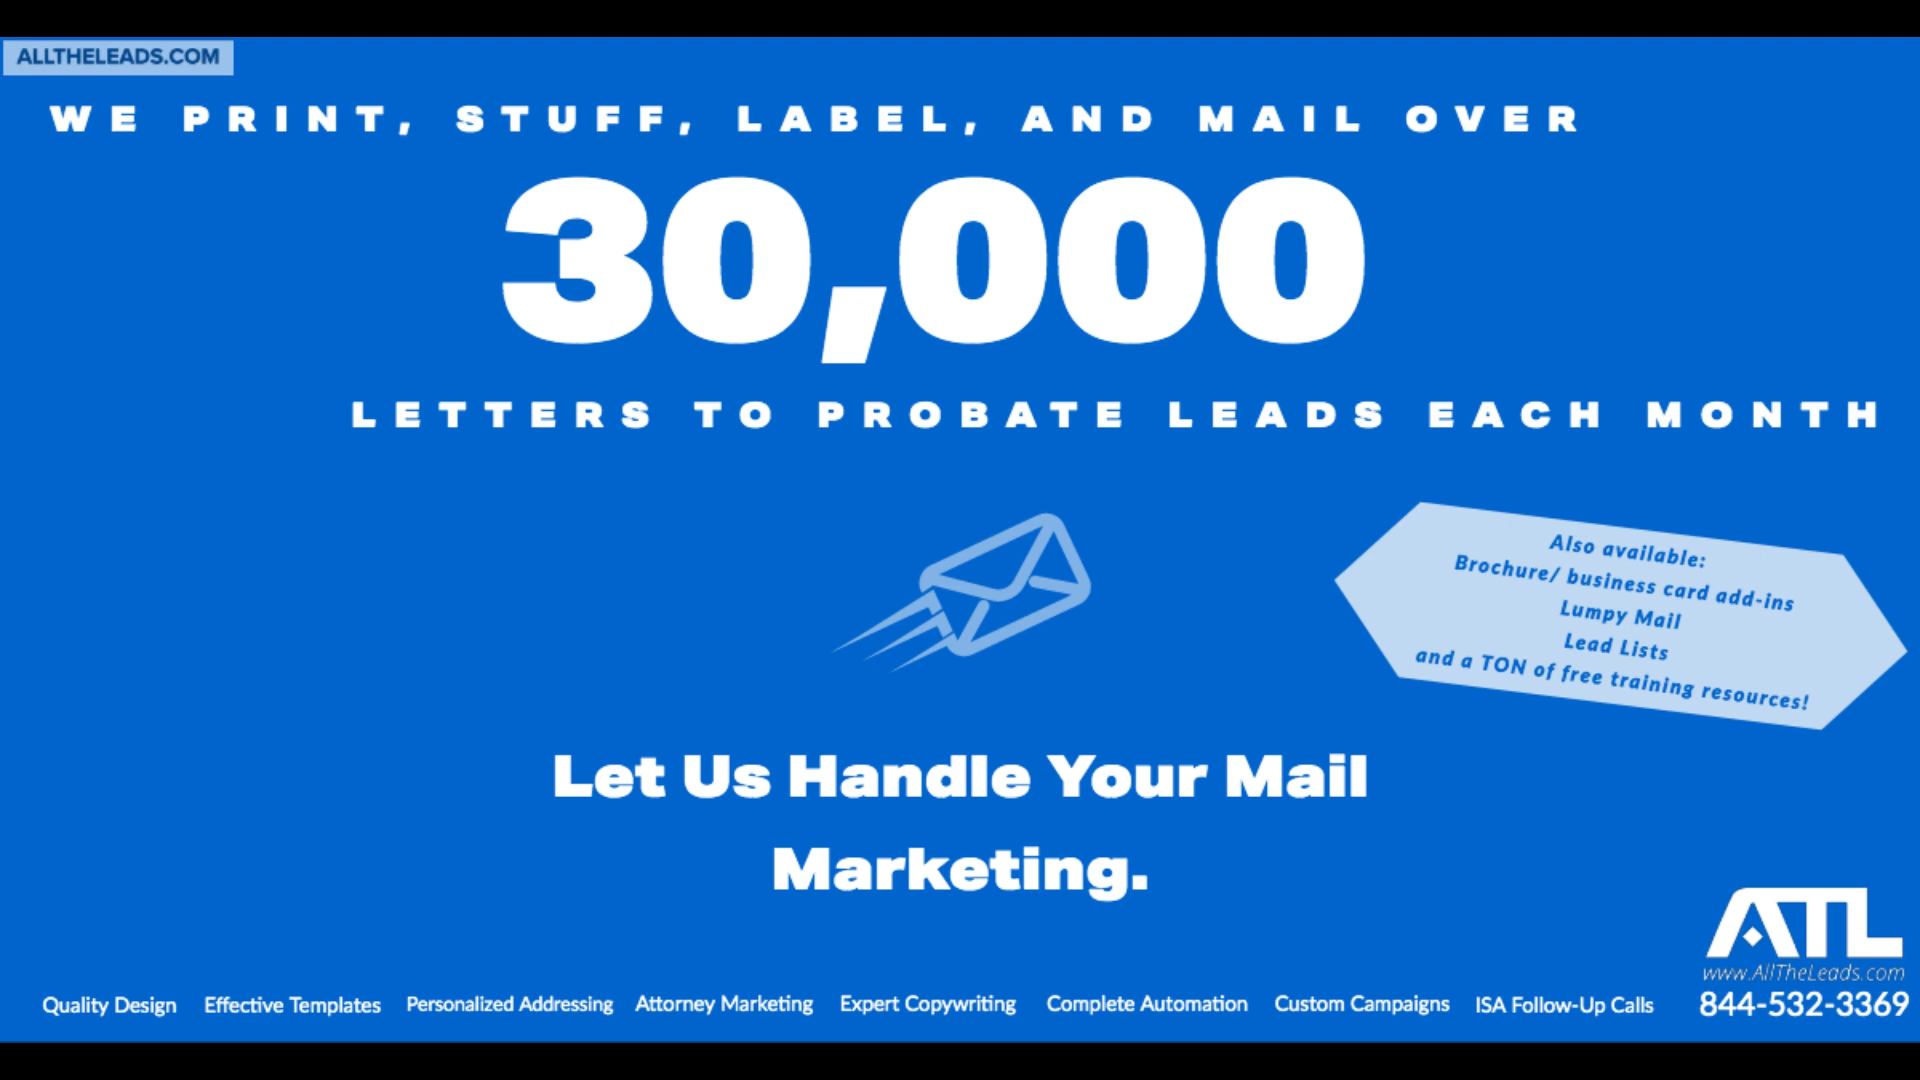 ALLTHELEADS.COM
WE PRINT, STUFF, LABEL, AND MAIL OVER
30,000
LETTERS TO PROBATE LEADS EACH MONTH
Also available:
Brochure/ business card add-ins
Lumpy Mail
Lead Lists
and a TON of free training resources!
Let Us Handle Your Mail
Marketing.
ATL
www.AllTheLeads.com
Quality Design Effective Templates Personalized Addressing Attorney Marketing Expert Copywriting Complete Automation Custom Campaigns ISA Follow-Up Calls 844-532-3369